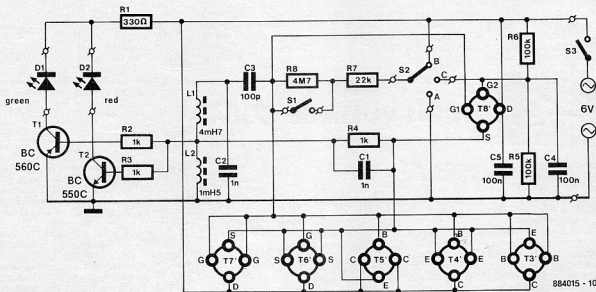 R1
330Ω
D1
D2
green
red
T1
BC
560C
T2
BC
550C
R2
1k
R3
1k
L1
4mH7
L2
1mH5
C2
1n
C3
100p
R8
4M7
S1
R7
22k
S2
B
C
A
R4
1k
C1
1n
G2
G1
T8'
D
S
R6
100k
R5
100k
C5
100n
C4
100n
S3
6V
S
G
T7'
G
D
G
S
T6'
S
D
B
C
T5'
C
E
B
E
T4'
E
C
E
B
T3'
B
C
884015 - 10